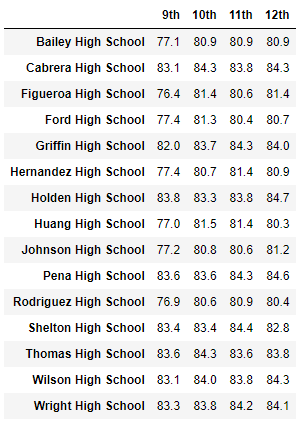 9th 10th 11th 12th
Bailey High School 77.1 80.9 80.9 80.9
Cabrera High School 83.1 84.3 83.8 84.3
Figueroa High School 76.4 81.4 80.6 81.4
Ford High School 77.4 81.3 80.4 80.7
Griffin High School 82.0 83.7 84.3 84.0
Hernandez High School 77.4 80.7 81.4 80.9
Holden High School 83.8 83.3 83.8 84.7
Huang High School 77.0 81.5 81.4 80.3
Johnson High School 77.2 80.8 80.6 81.2
Pena High School 83.6 83.6 84.3 84.6
Rodriguez High School 76.9 80.6 80.9 80.4
Shelton High School 83.4 83.4 84.4 82.8
Thomas High School 83.6 84.3 83.6 83.8
Wilson High School 83.1 84.0 83.8 84.3
Wright High School 83.3 83.8 84.2 84.1